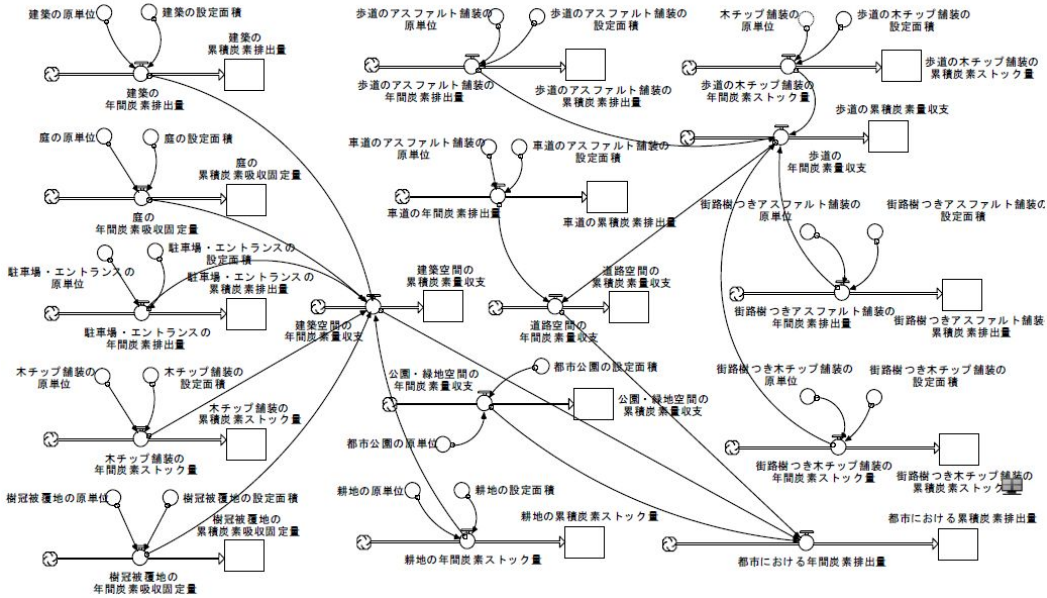 建築の原単位
建築の設定面積
建築の
累積炭素排出量
建築の
年間炭素排出量
庭の原単位
庭の設定面積
庭の
累積炭素吸収固定量
庭の
年間炭素吸収固定量
駐車場・エントランスの
設定面積
駐車場・エントランスの
原単位
駐車場・エントランスの
累積炭素排出量
駐車場・エントランスの
年間炭素排出量
木チップ舗装の
原単位
木チップ舗装の
設定面積
木チップ舗装の
累積炭素ストック量
木チップ舗装の
年間炭素ストック量
樹冠被覆地の原単位
樹冠被覆地の設定面積
樹冠被覆地の
累積炭素吸収固定量
樹冠被覆地の
年間炭素吸収固定量
歩道のアスファルト舗装の
原単位
歩道のアスファルト舗装の
設定面積
歩道のアスファルト舗装の
年間炭素排出量
歩道のアスファルト舗装の
累積炭素排出量
車道のアスファルト舗装の
原単位
車道のアスファルト舗装の
設定面積
車道の年間炭素排出量
車道の累積炭素排出量
建築空間の
累積炭素量収支
建築空間の
年間炭素量収支
道路空間の
累積炭素量収支
道路空間の
年間炭素量収支
公園・緑地空間の
年間炭素量収支
都市公園の設定面積
公園・緑地空間の
累積炭素量収支
都市公園の原単位
耕地の原単位
耕地の設定面積
耕地の累積炭素ストック量
耕地の年間炭素ストック量
木チップ舗装の
原単位
歩道の木チップ舗装の
設定面積
歩道の木チップ舗装の
累積炭素ストック量
歩道の木チップ舗装の
年間炭素ストック量
歩道の累積炭素量収支
歩道の
年間炭素量収支
街路樹つきアスファルト舗装の
原単位
街路樹つきアスファルト舗装の
設定面積
街路樹つきアスファルト舗装の
年間炭素排出量
街路樹つきアスファルト舗装の
累積炭素排出量
街路樹つき木チップ舗装の
原単位
街路樹つき木チップ舗装の
設定面積
街路樹つき木チップ舗装の
年間炭素ストック量
街路樹つき木チップ舗装の
累積炭素ストック
都市における累積炭素排出量
都市における年間炭素排出量